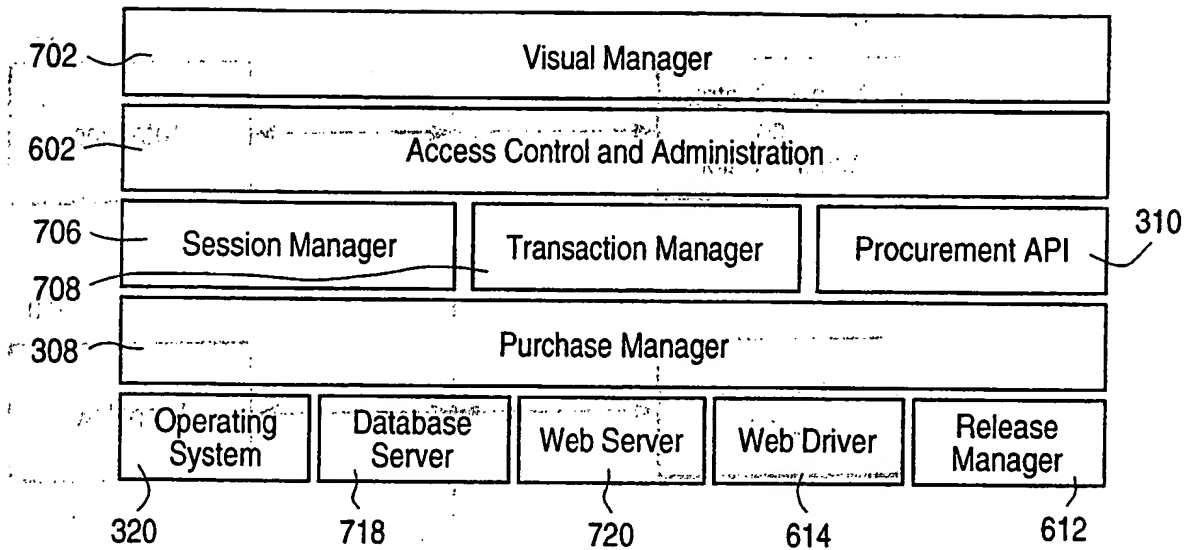 702
Visual Manager
602
Access Control and Administration
706
Session Manager
Transaction Manager
Procurement API
310
708
308
Purchase Manager
Operating
System
Database
Server
Web Server
Web Driver
Release
Manager
320
718
720
614
612